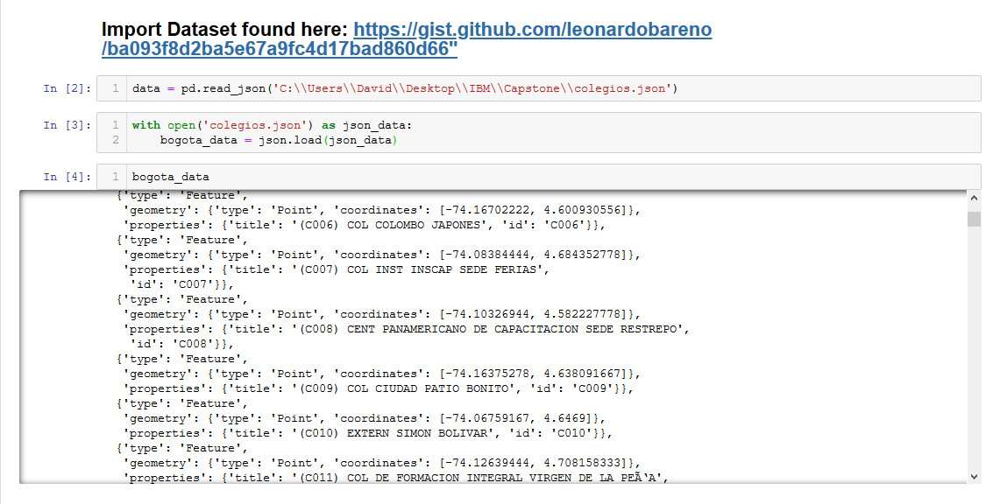 Import Dataset found here: https://gist.github.com/leonardobareno
/ba093f8d2ba5e67a9fc4d17bad860d66"
In [2]: 1 data = pd.read_json('C:\\Users\\David\\Desktop\\IBM\\Capstone\\colegios.json')
In [3]: 1 with open('colegios.json') as json_data:
2     bogota_data = json.load(json_data)
In [4]: 1 bogota_data
{'type': 'Feature',
 'geometry': {'type': 'Point', 'coordinates': [-74.16702222, 4.600930556]},
 'properties': {'title': '(C006) COL COLOMBO JAPONES', 'id': 'C006'}},
{'type': 'Feature',
 'geometry': {'type': 'Point', 'coordinates': [-74.08384444, 4.684352778]},
 'properties': {'title': '(C007) COL INST INSCAP SEDE FERIAS',
  'id': 'C007'}},
{'type': 'Feature',
 'geometry': {'type': 'Point', 'coordinates': [-74.10326944, 4.582227778]},
 'properties': {'title': '(C008) CENT PANAMERICANO DE CAPACITACION SEDE RESTREPO',
  'id': 'C008'}},
{'type': 'Feature',
 'geometry': {'type': 'Point', 'coordinates': [-74.16375278, 4.638091667]},
 'properties': {'title': '(C009) COL CIUDAD PATIO BONITO', 'id': 'C009'}},
{'type': 'Feature',
 'geometry': {'type': 'Point', 'coordinates': [-74.06759167, 4.6469]},
 'properties': {'title': '(C010) EXTERN SIMON BOLIVAR', 'id': 'C010'}},
{'type': 'Feature',
 'geometry': {'type': 'Point', 'coordinates': [-74.12639444, 4.708158333]},
 'properties': {'title': '(C011) COL DE FORMACION INTEGRAL VIRGEN DE LA PEÃ‘A',